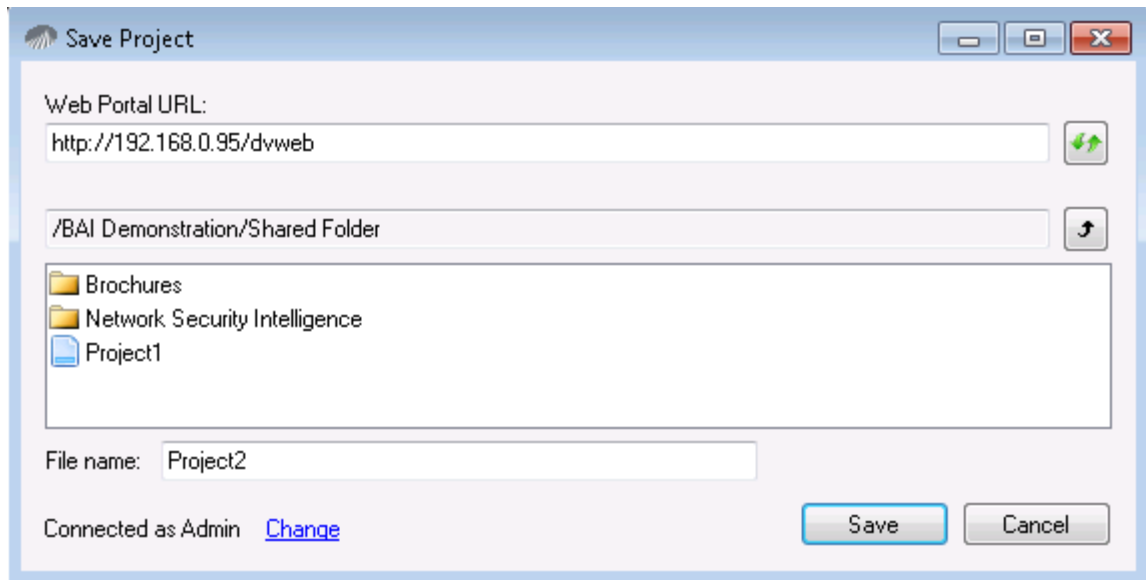 Save Project
Web Portal URL:
http://192.168.0.95/dvweb
/BAI Demonstration/Shared Folder
Brochures
Network Security Intelligence
Project1
File name: Project2
Connected as Admin Change Save Cancel